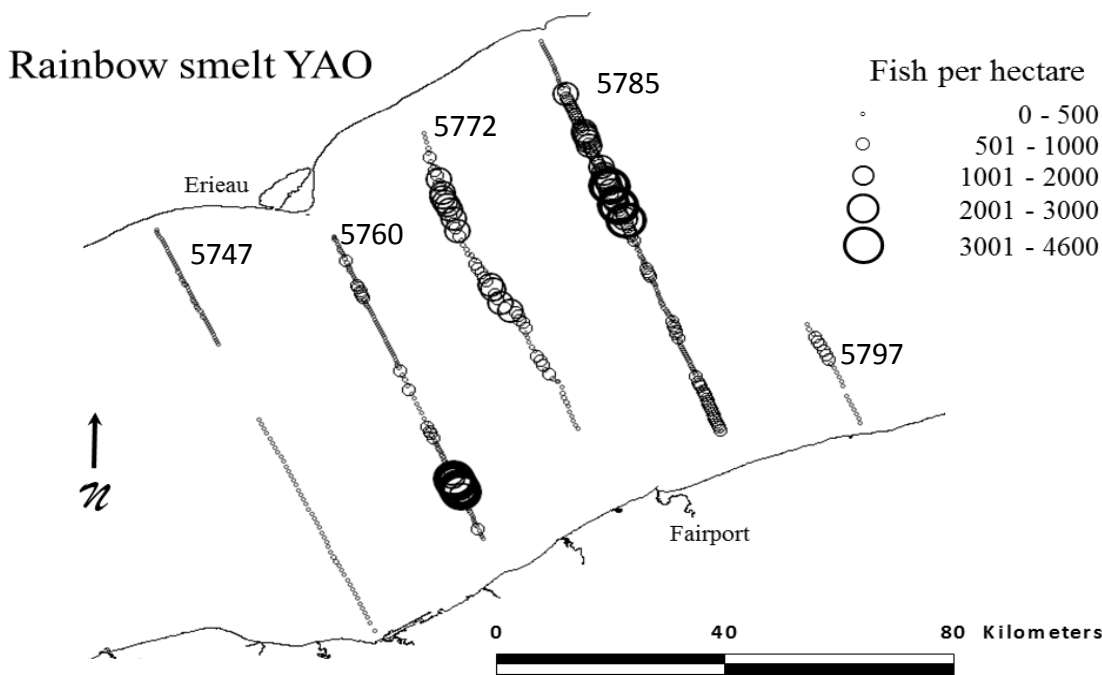 Rainbow smelt YAO
Fish per hectare
0 - 500
501 - 1000
1001 - 2000
2001 - 3000
3001 - 4600
5785
5772
Erieau
5760
5747
5797
N
Fairport
0 40 80 Kilometers